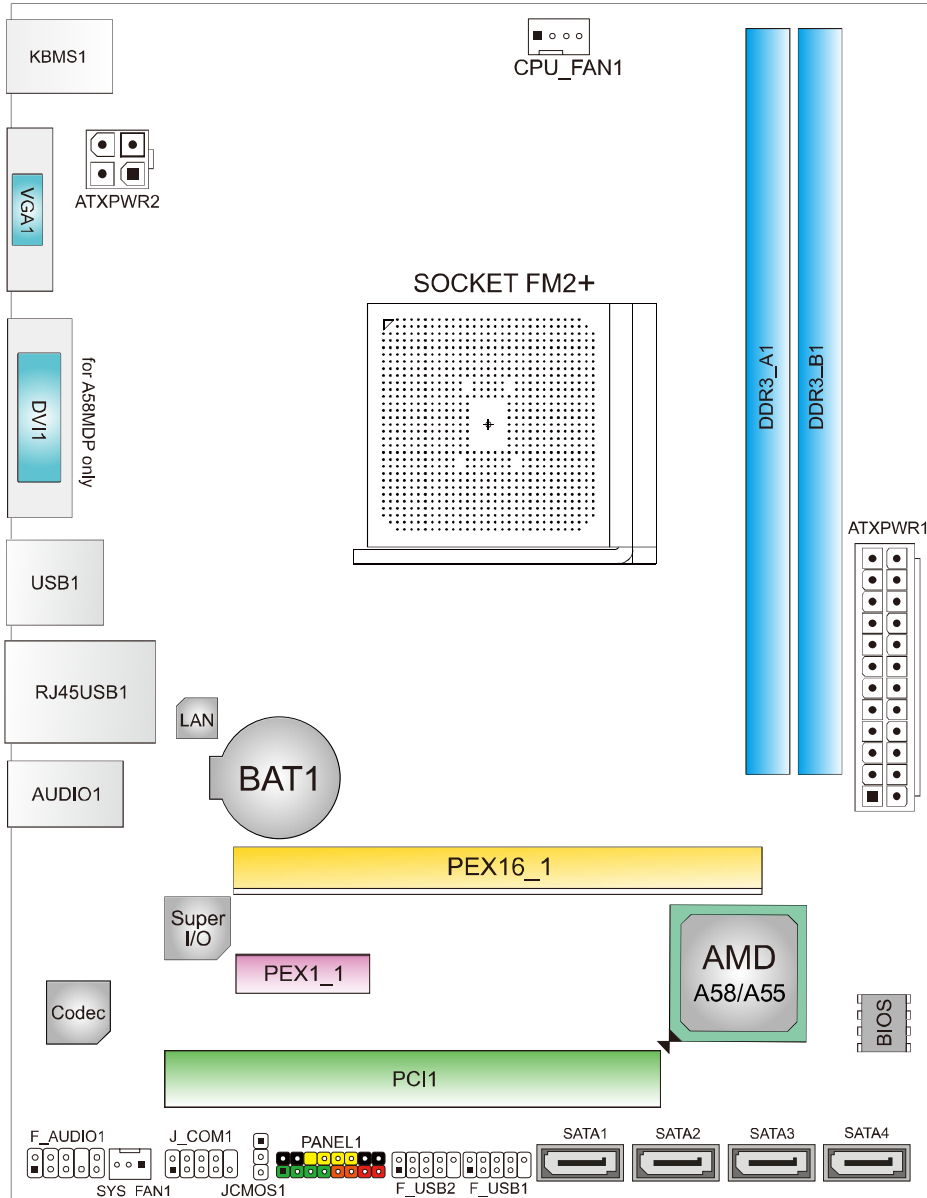 KBMS1
CPU_FAN1
ATXPWR2
VGA1
SOCKET FM2+
DDR3_A1
DDR3_B1
DVI1
for A58MDP only
ATXPWR1
USB1
RJ45USB1
LAN
BAT1
AUDIO1
PEX16_1
Super
I/O
PEX1_1
AMD
A58/A55
Codec
BIOS
PCI1
F_AUDIO1
SYS_FAN1
J_COM1
JCMOS1
PANEL1
F_USB2
F_USB1
SATA1
SATA2
SATA3
SATA4